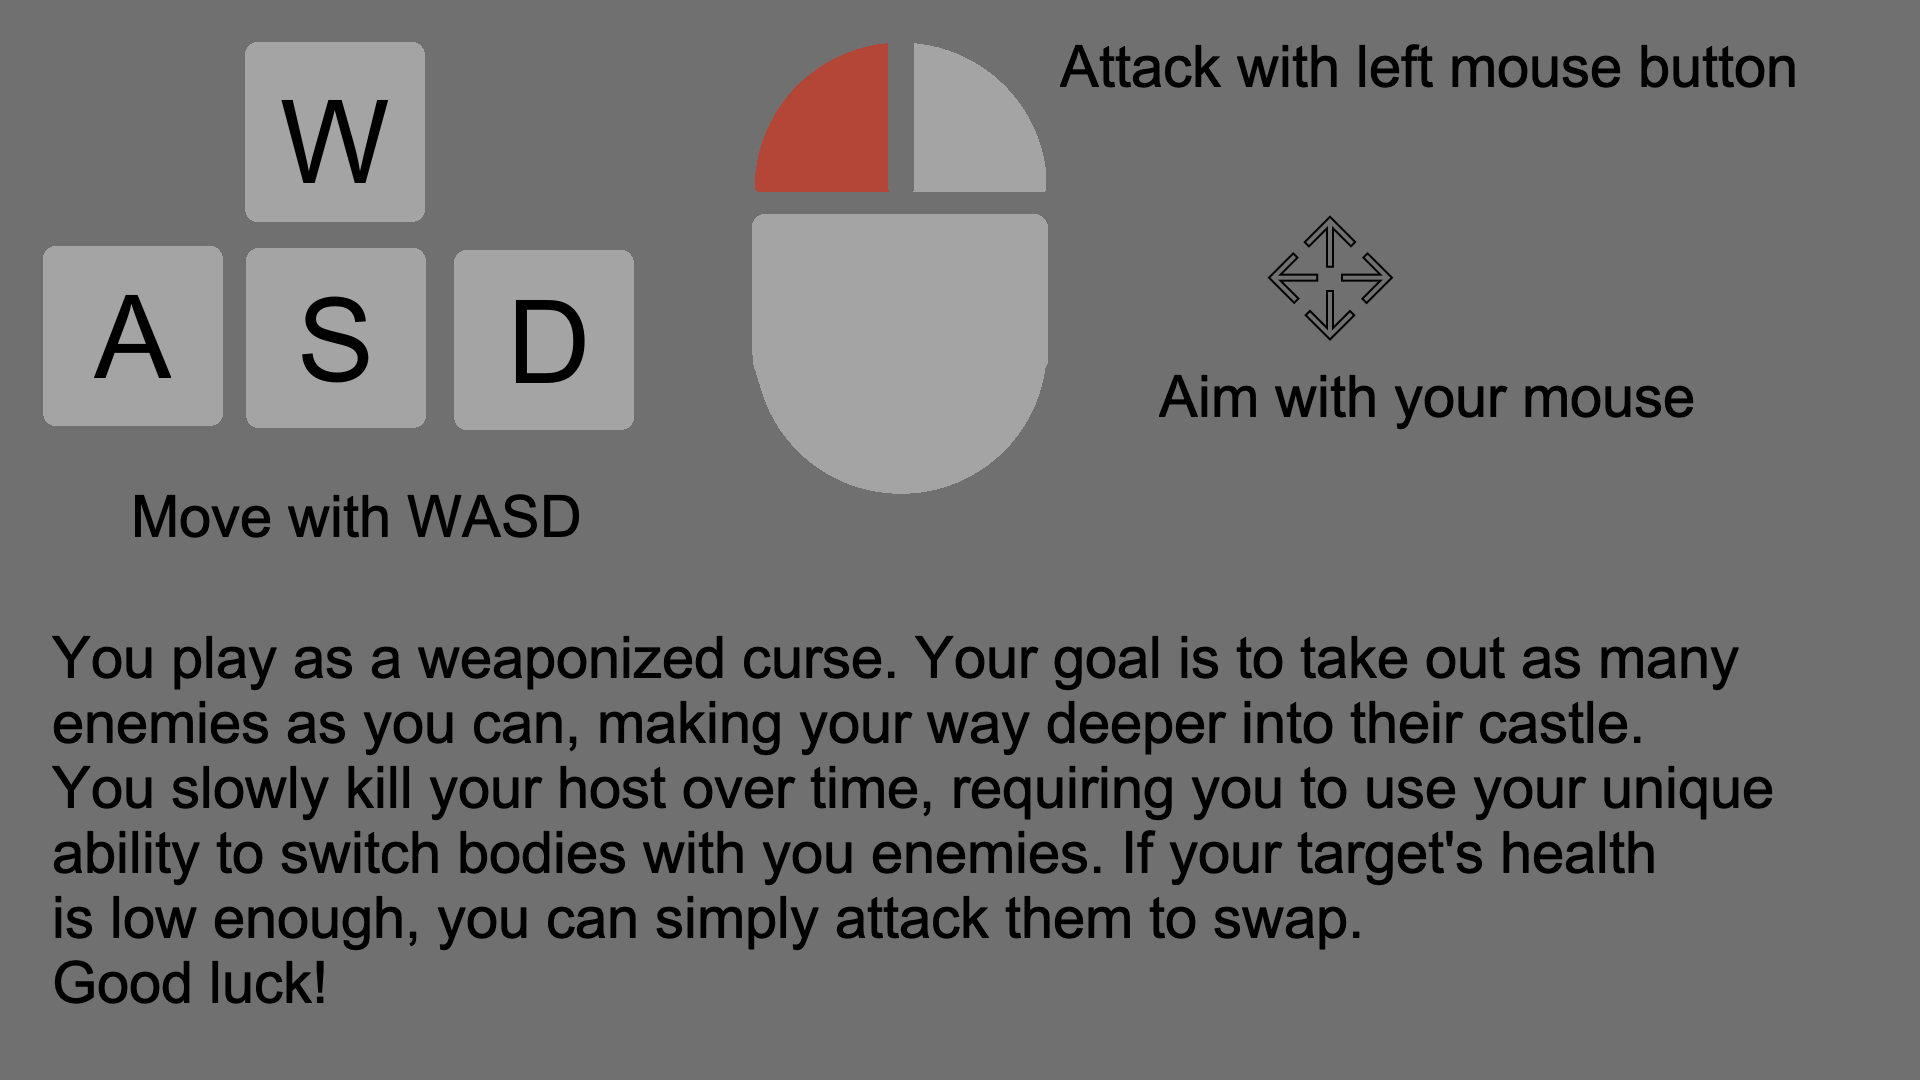 W
A S D
Move with WASD
Attack with left mouse button
Aim with your mouse
You play as a weaponized curse. Your goal is to take out as many
enemies as you can, making your way deeper into their castle.
You slowly kill your host over time, requiring you to use your unique
ability to switch bodies with you enemies. If your target's health
is low enough, you can simply attack them to swap.
Good luck!